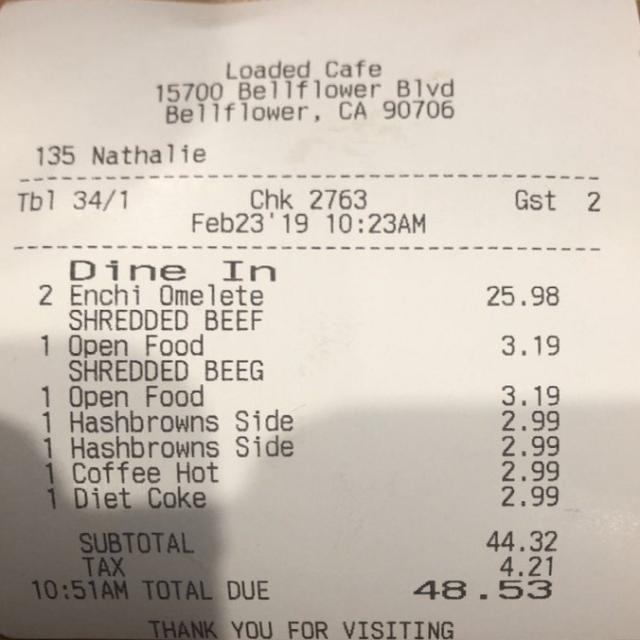 Loaded Cafe
15700 Bellflower Blvd
Bellflower, CA 90706
135 Nathalie
Tbl 34/1 Chk 2763 Gst 2
Feb23'19 10:23AM
Dine In
2 Enchi Omelete 25.98
SHREDDED BEEF
1 Open Food 3.19
SHREDDED BEEG
1 Open Food 3.19
1 Hashbrowns Side 2.99
1 Hashbrowns Side 2.99
1 Coffee Hot 2.99
1 Diet Coke 2.99
SUBTOTAL 44.32
TAX 4.21
10:51AM TOTAL DUE 48.53
THANK YOU FOR VISITING